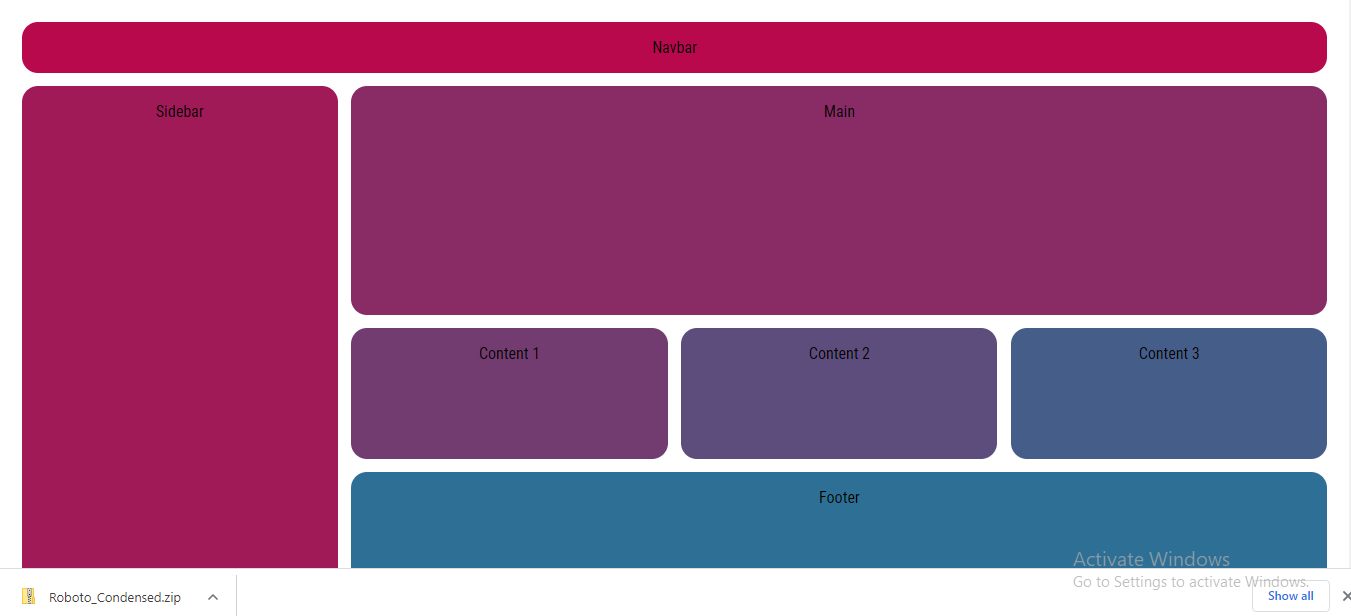 Navbar
Sidebar
Main
Content 1
Content 2
Content 3
Footer
Activate Windows
Go to Settings to activate Windows.
Roboto_Condensed.zip
Show all